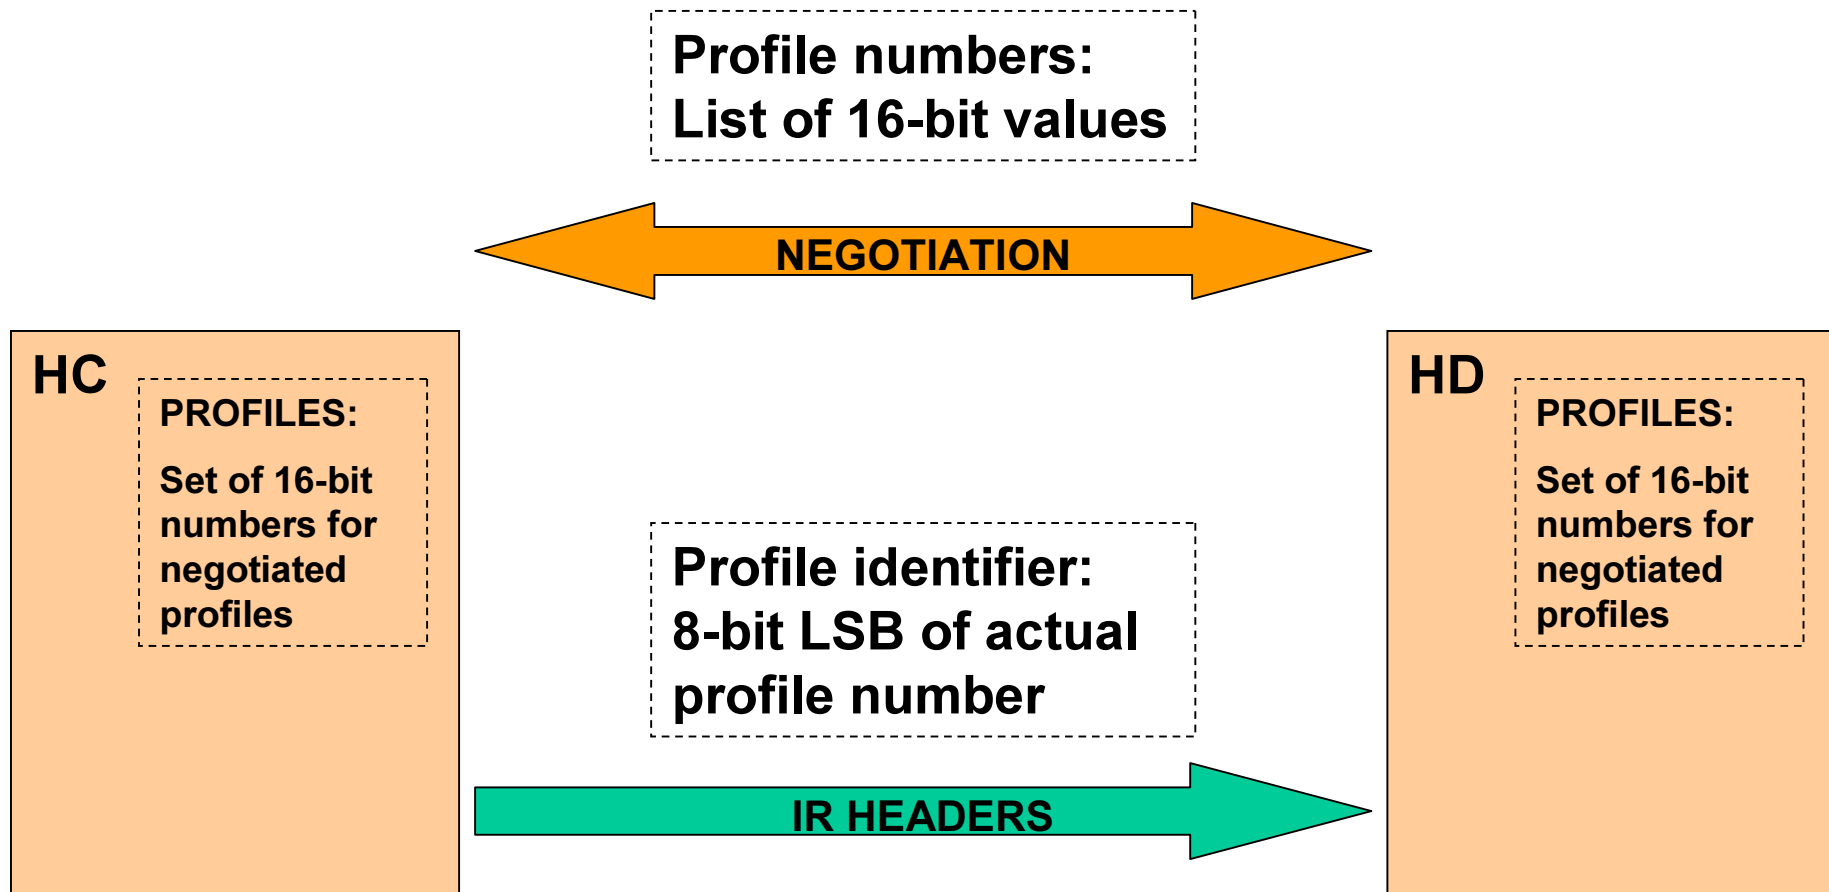 Profile numbers:
List of 16-bit values
NEGOTIATION
HC
PROFILES:
Set of 16-bit
numbers for
negotiated
profiles
HD
PROFILES:
Set of 16-bit
numbers for
negotiated
profiles
Profile identifier:
8-bit LSB of actual
profile number
IR HEADERS